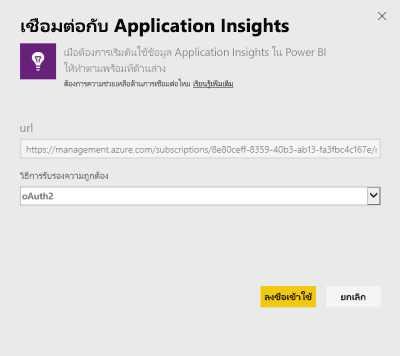 เชื่อมต่อกับ Application Insights
เมื่อต้องการเริ่มต้นใช้ข้อมูล Application Insights ใน Power BI
ให้ทำตามพร้อมท์ด้านล่าง
ต้องการความช่วยเหลือด้านการเชื่อมต่อไหม เรียนรู้เพิ่มเติม
url
https://management.azure.com/subscriptions/8e80ceff-8359-40b3-ab13-fa3fbc4c167e/r
วิธีการรับรองความถูกต้อง
oAuth2
ลงชื่อเข้าใช้
ยกเลิก